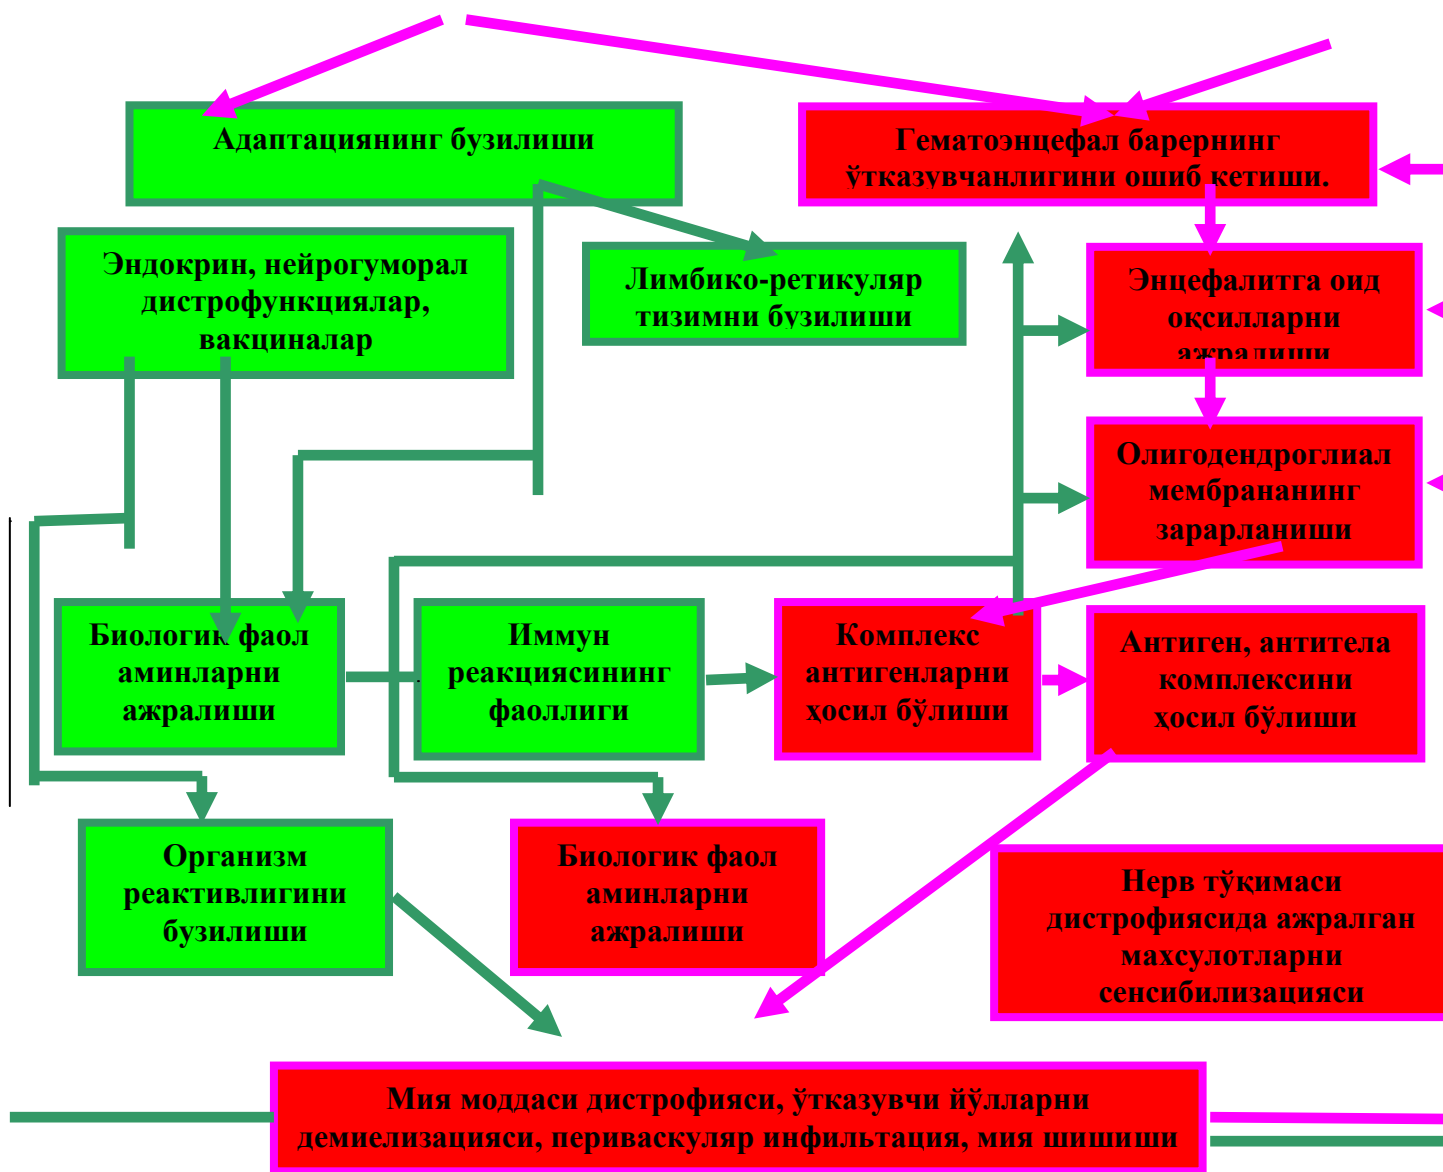 Адаптациянинг бузилиши
Гематоэнцефал барернинг
ўтказувчанлигини ошиб кетиши.
Эндокрин, нейрогуморал
дистрофункциялар,
вакциналар
Лимбико-ретикуляр
тизимни бузилиши
Энцефалитга оид
оқсилларни
ажралиши
Олигодендроглиал
мембрананинг
зарарланиши
Биологик фаол
аминларни
ажралиши
Иммун
реакциясининг
фаоллиги
Комплекс
антигенларни
ҳосил бўлиши
Антиген, антитела
комплексини
ҳосил бўлиши
Организм
реактивлигини
бузилиши
Биологик фаол
аминларни
ажралиши
Нерв тўқимаси
дистрофиясида ажралган
махсулотларни
сенсибилизацияси
Мия моддаси дистрофияси, ўтказувчи йўлларни
демиелизацияси, периваскуляр инфильтация, мия шишиши